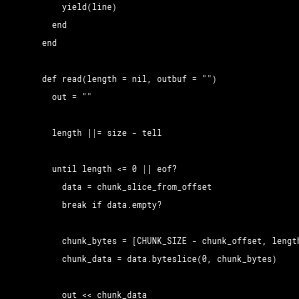 yield(line)
end
end
def read(length = nil, outbuf = "")
out = ""
length ||= size - tell
until length <= 0 || eof?
data = chunk_slice_from_offset
break if data.empty?
chunk_bytes = [CHUNK_SIZE - chunk_offset, length
chunk_data = data.byteslice(0, chunk_bytes)
out << chunk_data